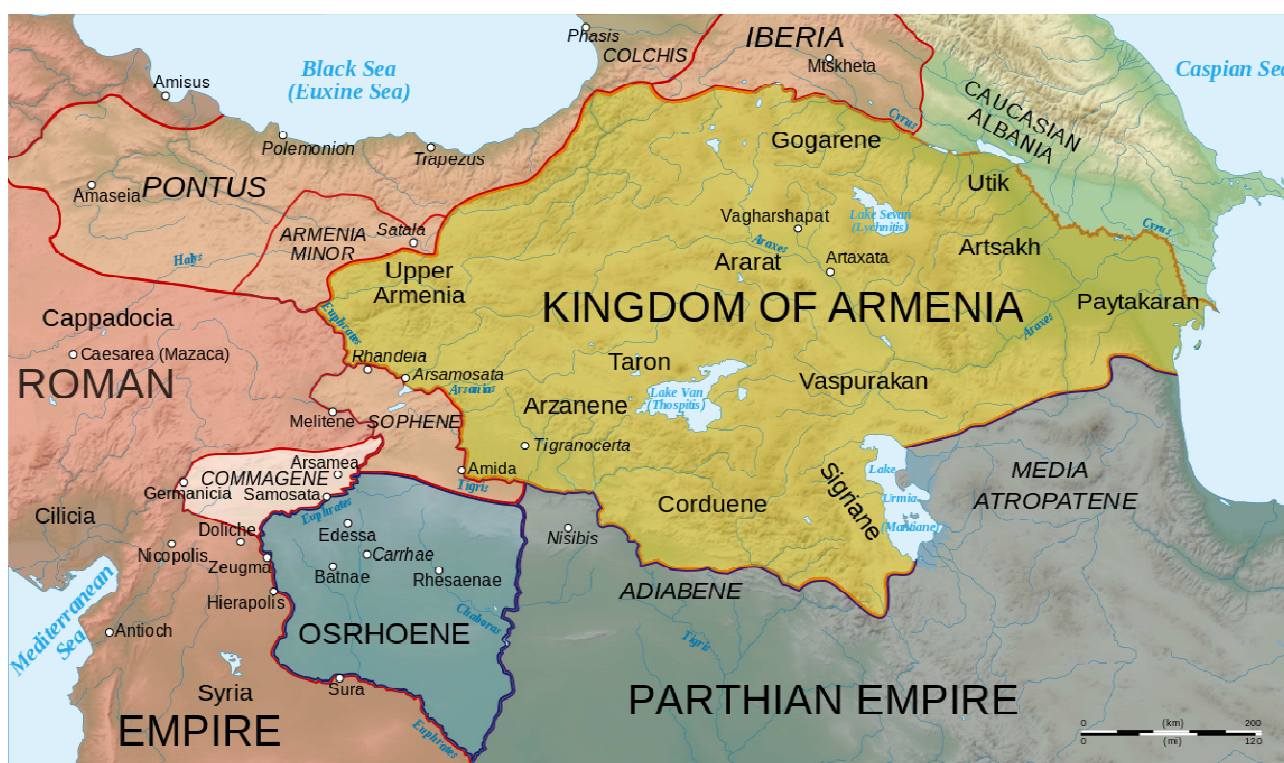 Phasis
COLCHIS
IBERIA
Mtskheta
Black Sea
(Euxine Sea)
Caspian Sea
Amisus
CAUCASIAN
ALBANIA
Cyrus
Polemonion
Trapezus
Gogarene
PONTUS
Amaseia
Utik
Vagharshapat
Lake Sevan
(Lychnitis)
ARMENIA
MINOR
Satala
Cyrus
Halys
Araxes
Artsakh
Ararat
Artaxata
Upper
Armenia
KINGDOM OF ARMENIA
Paytakaran
Euphrates
Araxes
Cappadocia
Caesarea (Mazaca)
Rhandeia
Arsamosata
Arsanias
Taron
ROMAN
Vaspurakan
Lake Van
(Thospitis)
Arzanene
Melitene
SOPHENE
Tigranocerta
Arsamea
COMMAGENE
Amida
Lake
Urmia
(Mantiane)
MEDIA
ATROPATENE
Germanicia
Samosata
Tigris
Sigriane
Corduene
Euphrates
Cilicia
Doliche
Edessa
Nisibis
Nicopolis
Carrhae
Zeugma
Batnae
Rhesaenae
ADIABENE
Hierapolis
Mediterranean
Sea
Chaboras
Antioch
OSRHOENE
Tigris
Syria
Sura
PARTHIAN EMPIRE
EMPIRE
Euphrates
0 (km) 200
0 (mi) 120